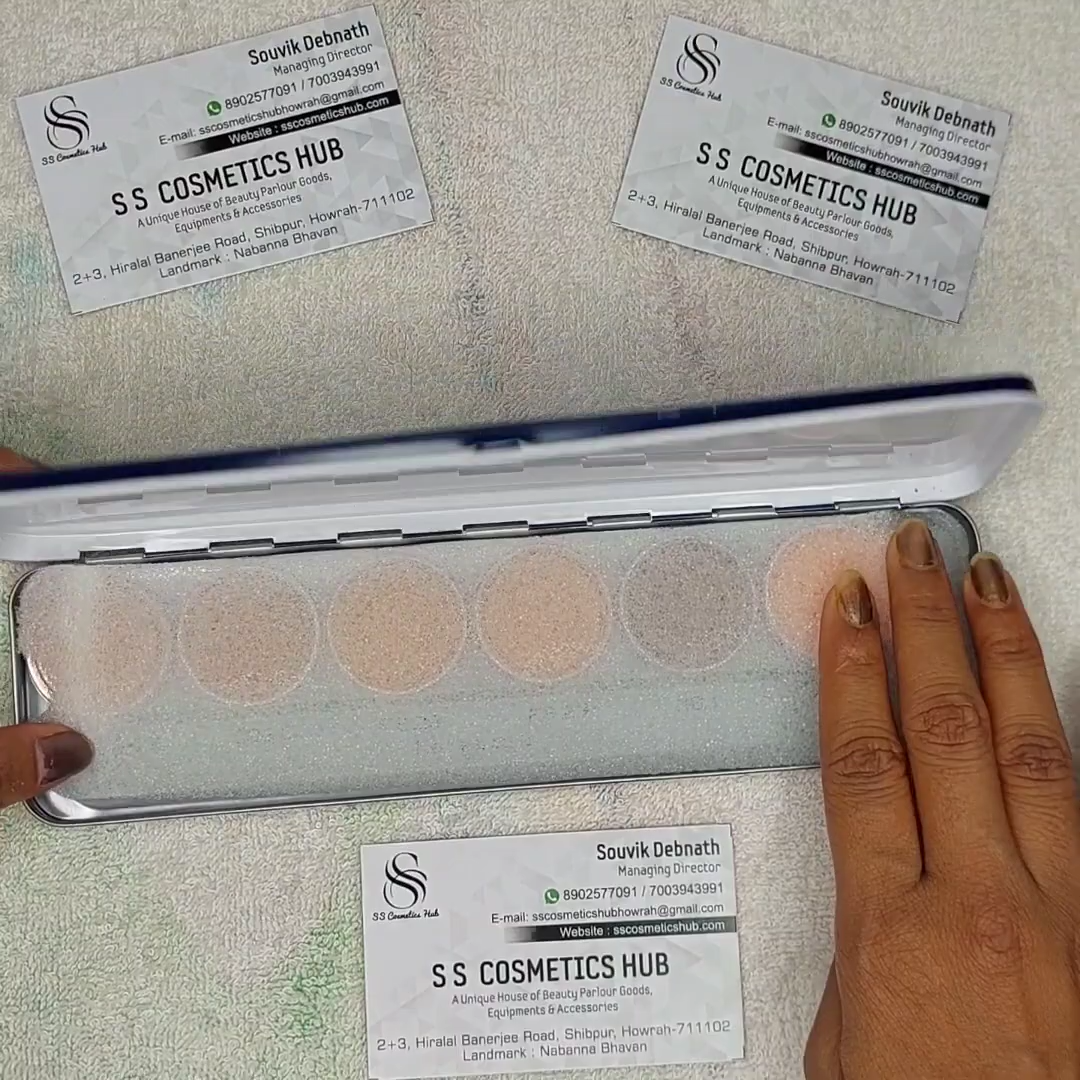 SS
S S Cosmetics Hub
Souvik Debnath
Managing Director
8902577091 / 7003943991
E-mail: sscosmeticshubhowrah@gmail.com
Website : sscosmeticshub.com
S S COSMETICS HUB
A Unique House of Beauty Parlour Goods,
Equipments & Accessories
2+3, Hiralal Banerjee Road, Shibpur, Howrah-711102
Landmark : Nabanna Bhavan
SS
S S Cosmetics Hub
Souvik Debnath
Managing Director
8902577091 / 7003943991
E-mail: sscosmeticshubhowrah@gmail.com
Website : sscosmeticshub.com
S S COSMETICS HUB
A Unique House of Beauty Parlour Goods,
Equipments & Accessories
2+3, Hiralal Banerjee Road, Shibpur, Howrah-711102
Landmark : Nabanna Bhavan
SS
S S Cosmetics Hub
Souvik Debnath
Managing Director
8902577091 / 7003943991
E-mail: sscosmeticshubhowrah@gmail.com
Website : sscosmeticshub.com
S S COSMETICS HUB
A Unique House of Beauty Parlour Goods,
Equipments & Accessories
2+3, Hiralal Banerjee Road, Shibpur, Howrah-711102
Landmark : Nabanna Bhavan